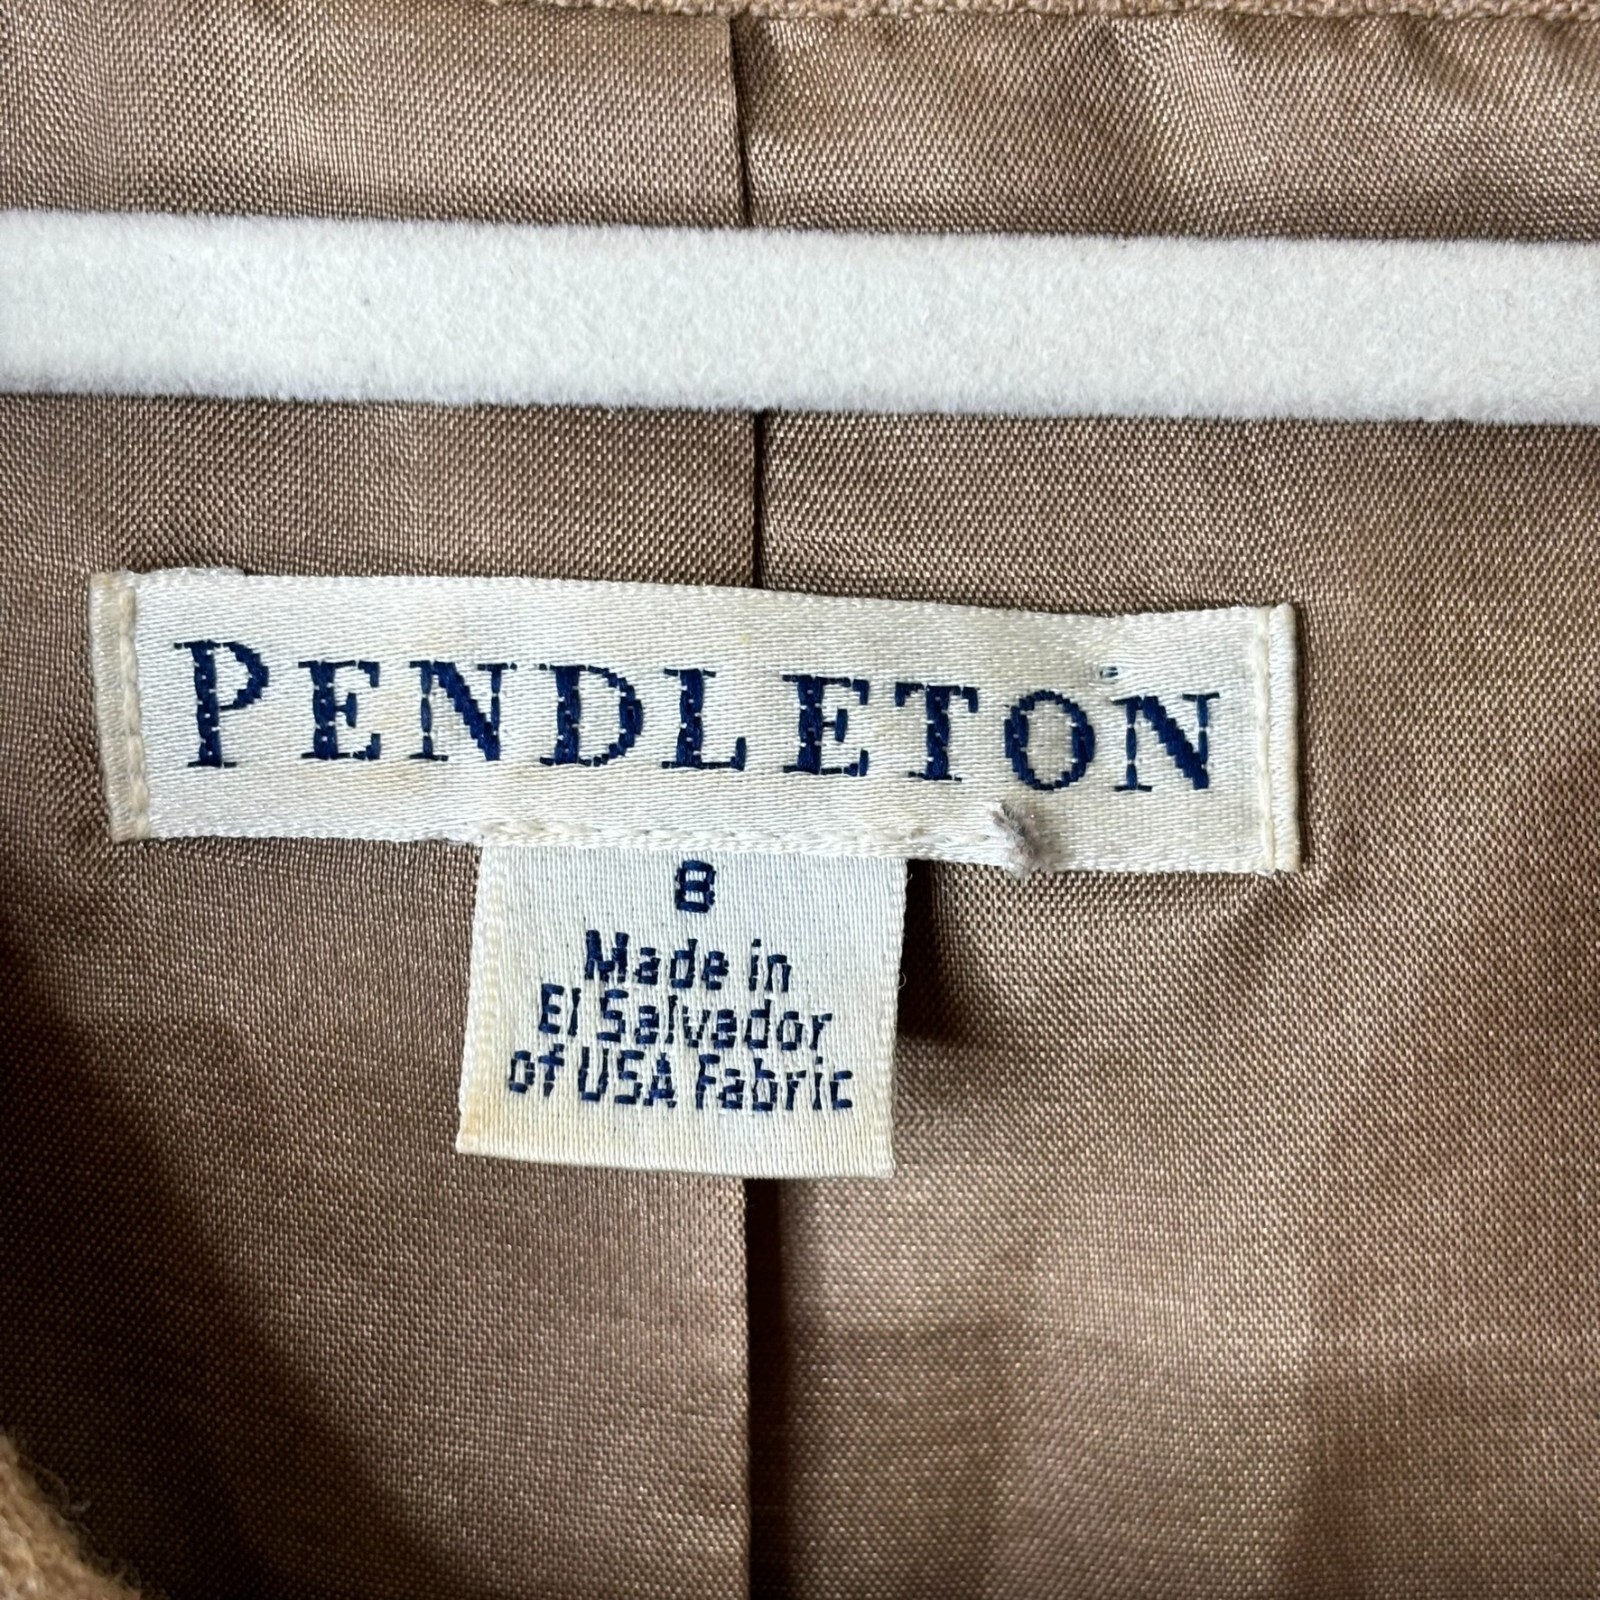 PENDLETON
8
Made in
El Salvador
of USA Fabric